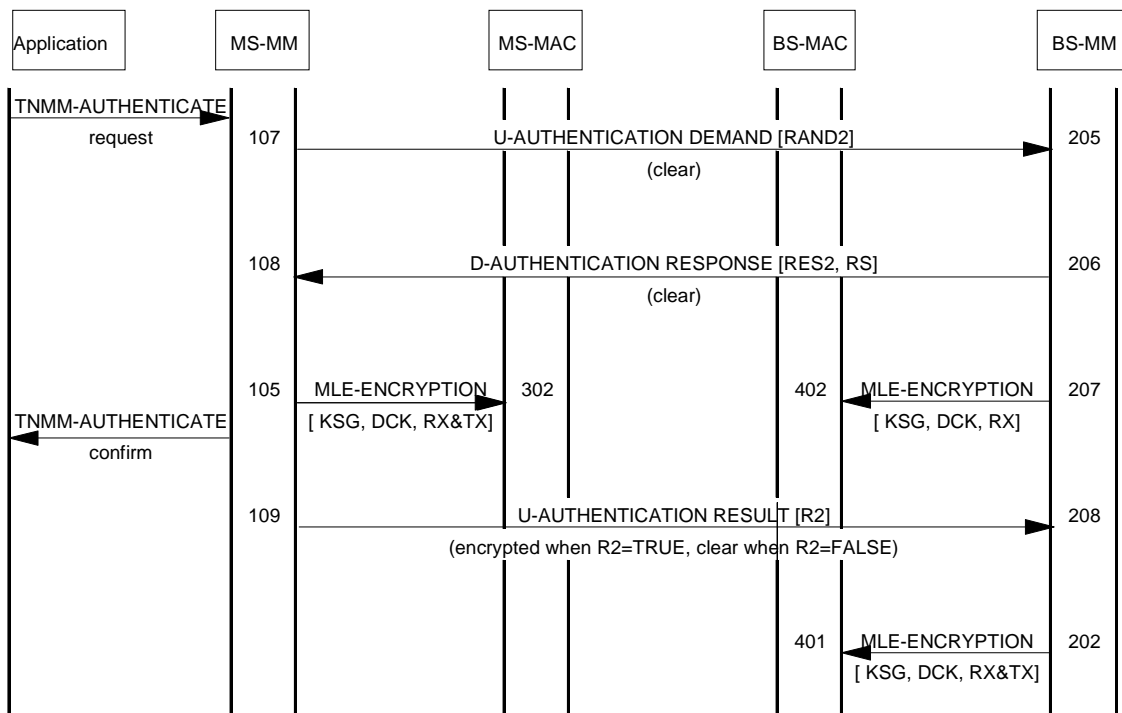 Application
MS-MM
MS-MAC
BS-MAC
BS-MM
TNMM-AUTHENTICATE
request
107
U-AUTHENTICATION DEMAND [RAND2]
205
(clear)
108
D-AUTHENTICATION RESPONSE [RES2, RS]
206
(clear)
105
MLE-ENCRYPTION
302
402
MLE-ENCRYPTION
207
[ KSG, DCK, RX&TX]
[ KSG, DCK, RX]
TNMM-AUTHENTICATE
confirm
109
U-AUTHENTICATION RESULT [R2]
208
(encrypted when R2=TRUE, clear when R2=FALSE)
401
MLE-ENCRYPTION
202
[ KSG, DCK, RX&TX]